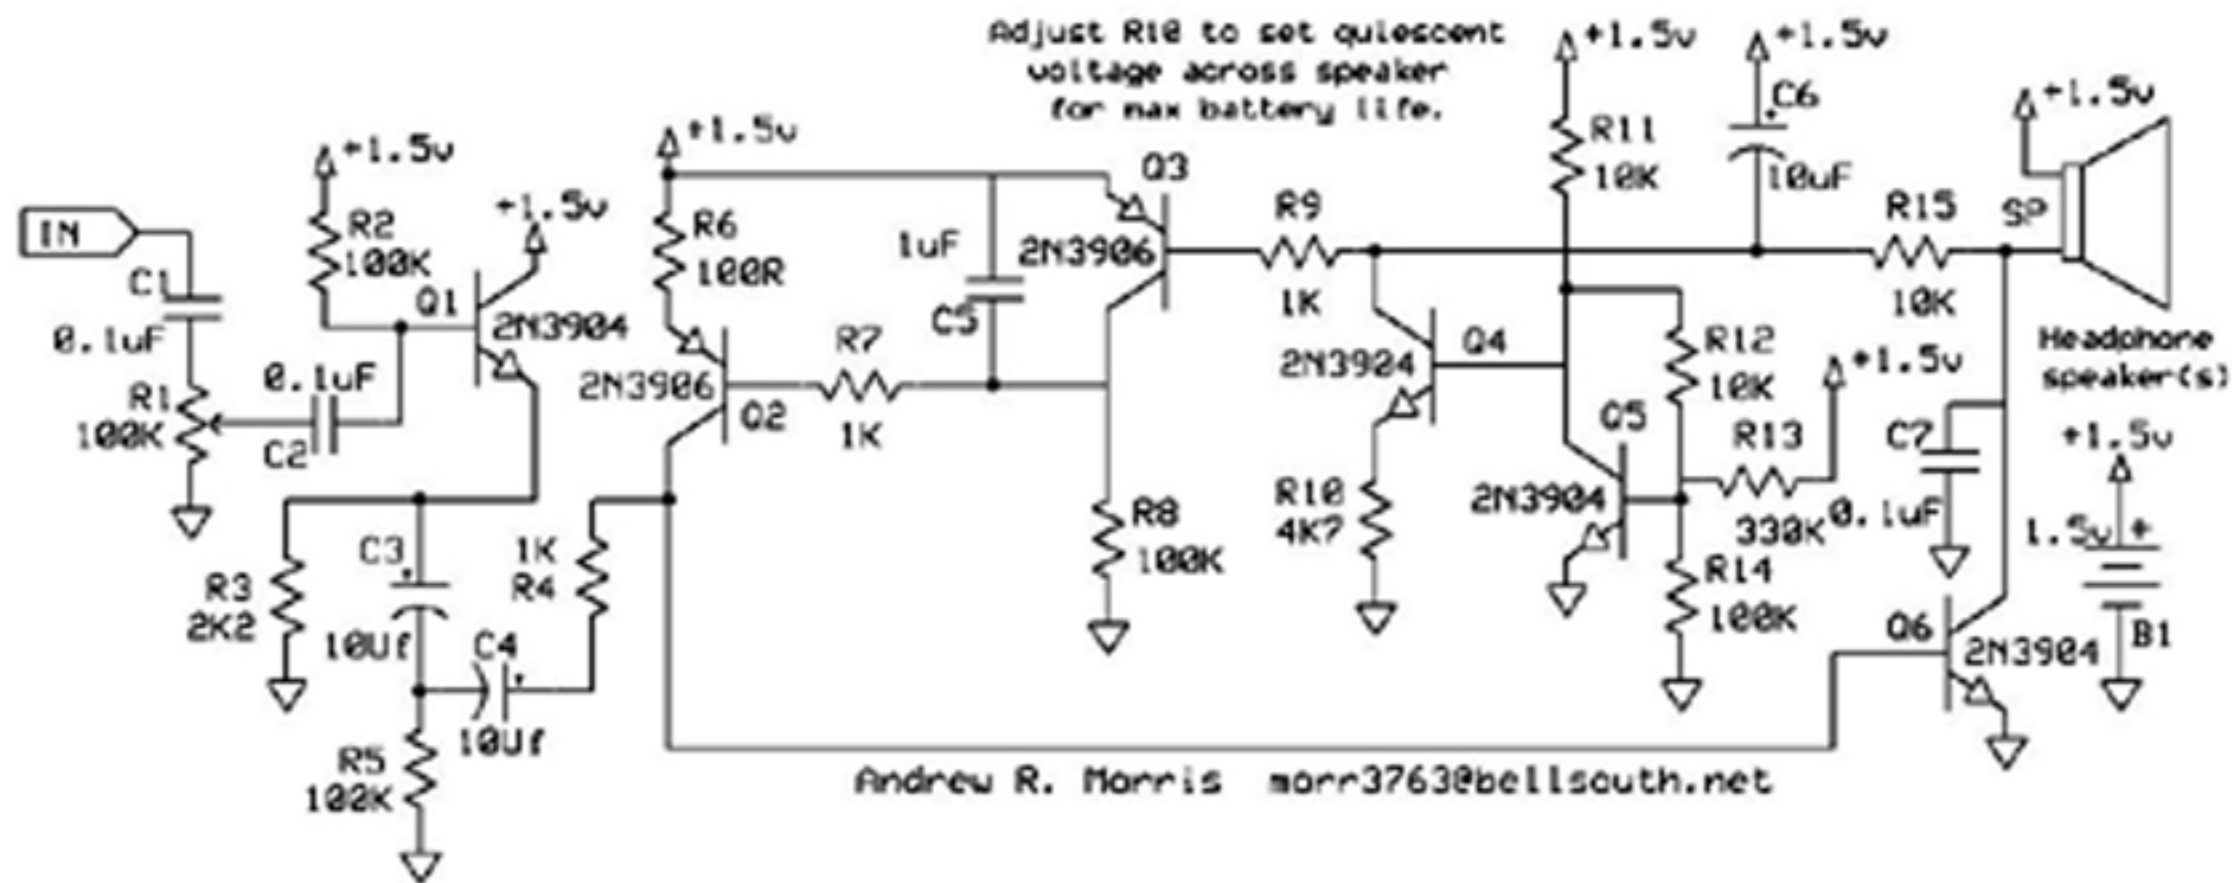 Adjust R10 to set quiescent
voltage across speaker
for max battery life.
+1.5v
+1.5v
+1.5v
+1.5v
+1.5v
+1.5v
IN
C1
0.1uF
R1
100K
R2
100K
0.1uF
C2
Q1
2N3904
R3
2K2
C3
10Uf
C4
10Uf
1K
R4
R5
100K
R6
100R
2N3906
Q2
R7
1K
1uF
C5
Q3
2N3906
R8
100K
R9
1K
2N3904
Q4
R10
4K7
R11
10K
C6
10uF
R12
10K
+1.5v
Q5
2N3904
R13
330K
R14
100K
R15
10K
SP
Headphone
speaker(s)
C7
0.1uF
+1.5v
1.5v +
B1
Q6
2N3904
Andrew R. Morris morr3763@bellsouth.net